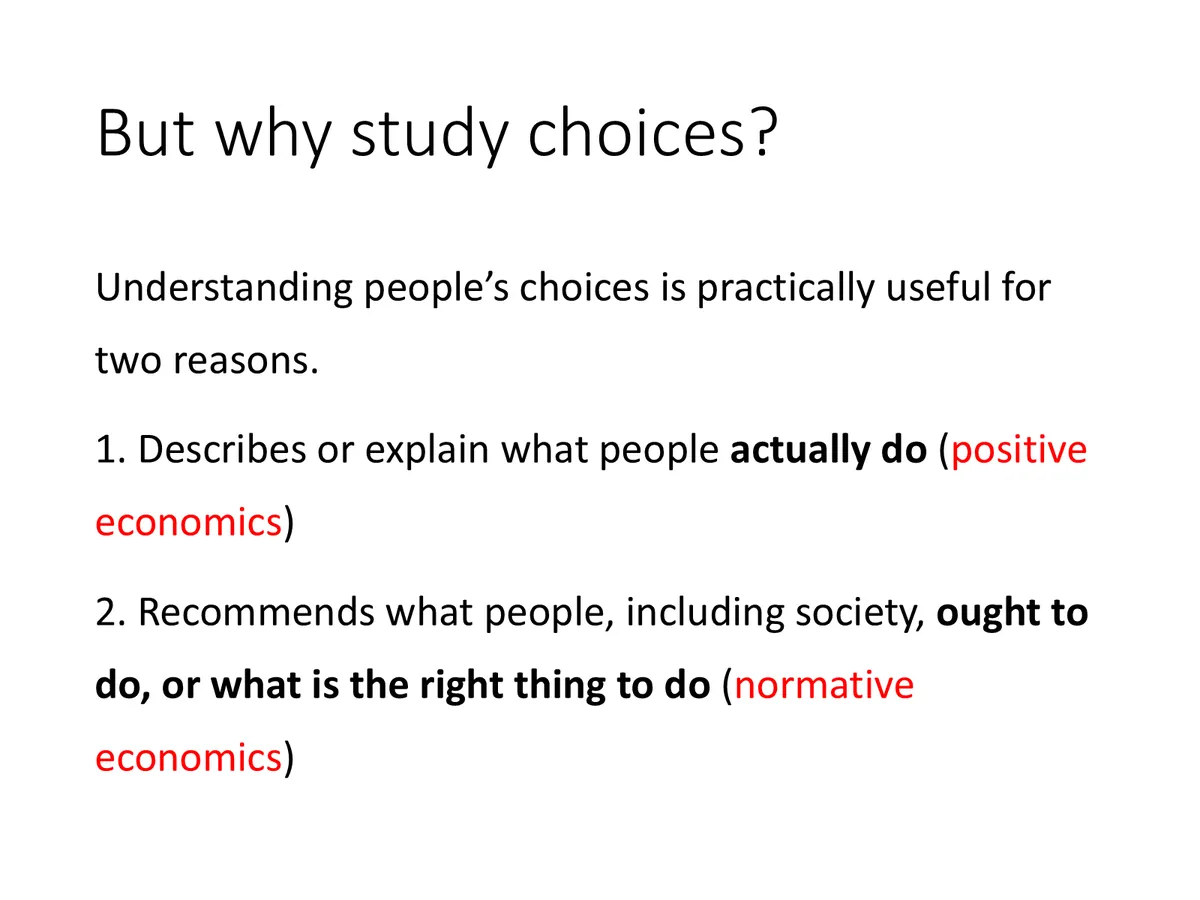 But why study choices?
Understanding people’s choices is practically useful for
two reasons.
1. Describes or explain what people actually do (positive
economics)
2. Recommends what people, including society, ought to
do, or what is the right thing to do (normative
economics)